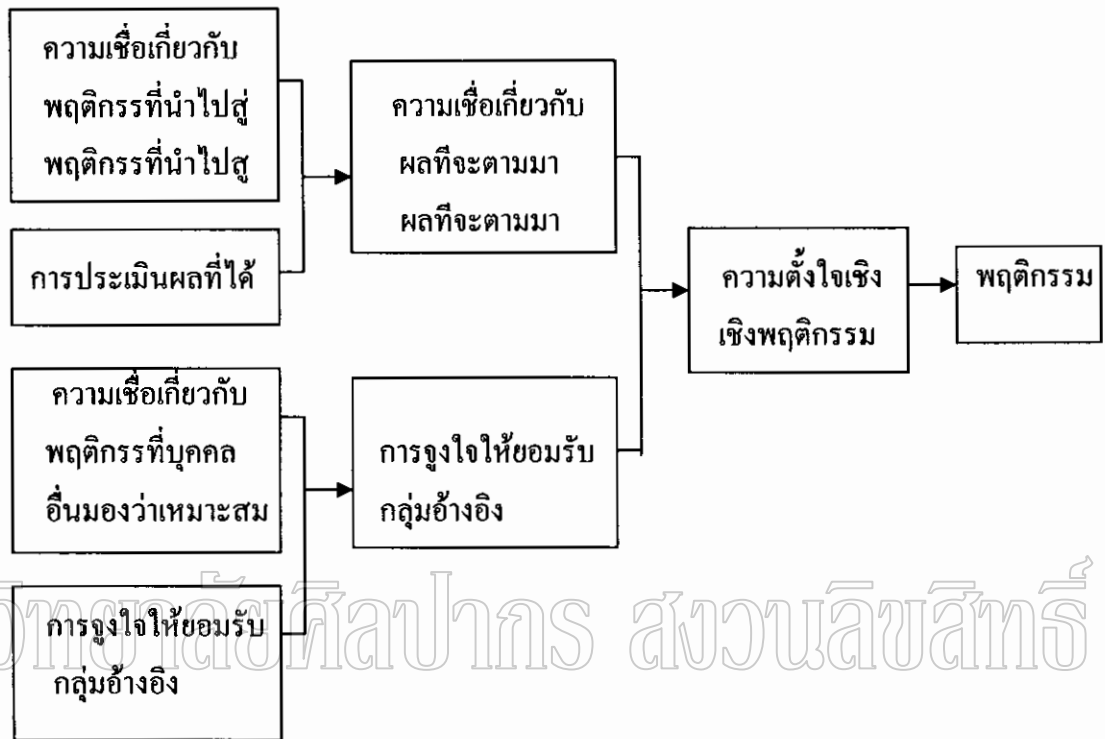 ความเชื่อเกี่ยวกับ
พฤติกรรที่นำไปสู่
พฤติกรรที่นำไปสู
การประเมินผลที่ได้
ความเชื่อเกี่ยวกับ
ผลทีจะตามมา
ผลทีจะตามมา
ความเชื่อเกี่ยวกับ
พฤติกรรที่บุคคล
อื่นมองว่าเหมาะสม
การจูงใจให้ยอมรับ
กลุ่มอ้างอิง
การจูงใจให้ยอมรับ
กลุ่มอ้างอิง
ความตั้งใจเชิง
เชิงพฤติกรรม
พฤติกรรม
วิทยาลัยศิลปากร สงวนลิขสิทธิ์